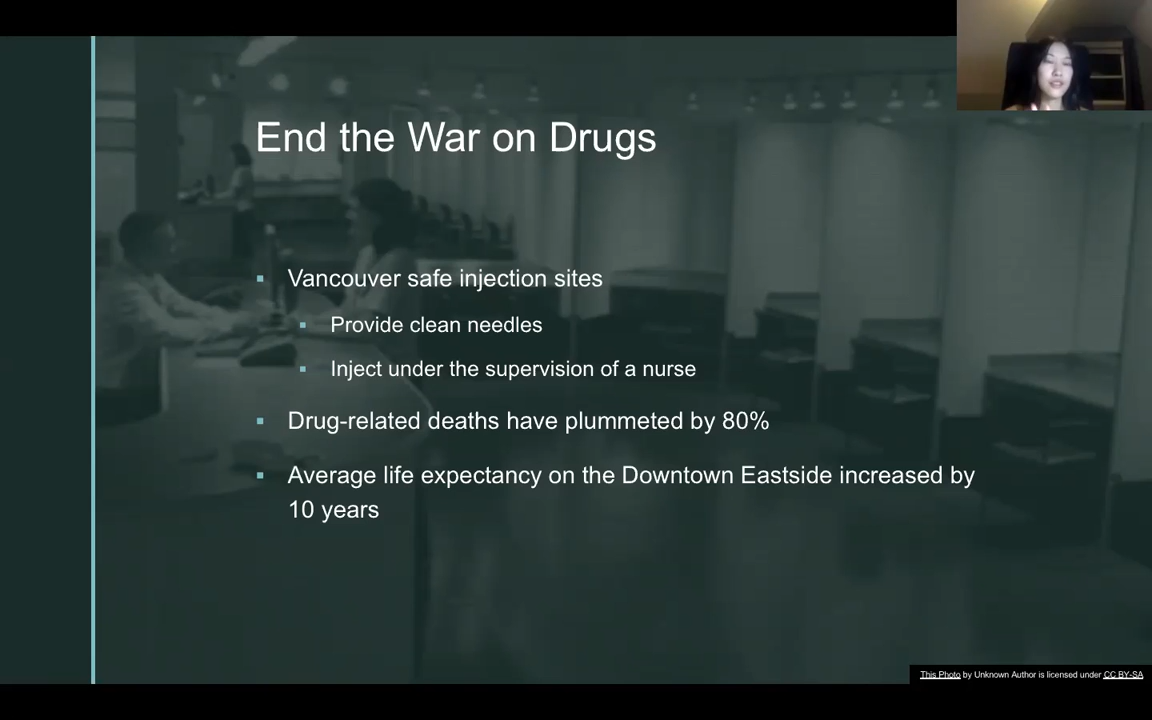 End the War on Drugs
▪ Vancouver safe injection sites
▪ Provide clean needles
▪ Inject under the supervision of a nurse
▪ Drug-related deaths have plummeted by 80%
▪ Average life expectancy on the Downtown Eastside increased by
10 years
This Photo by Unknown Author is licensed under CC BY-SA